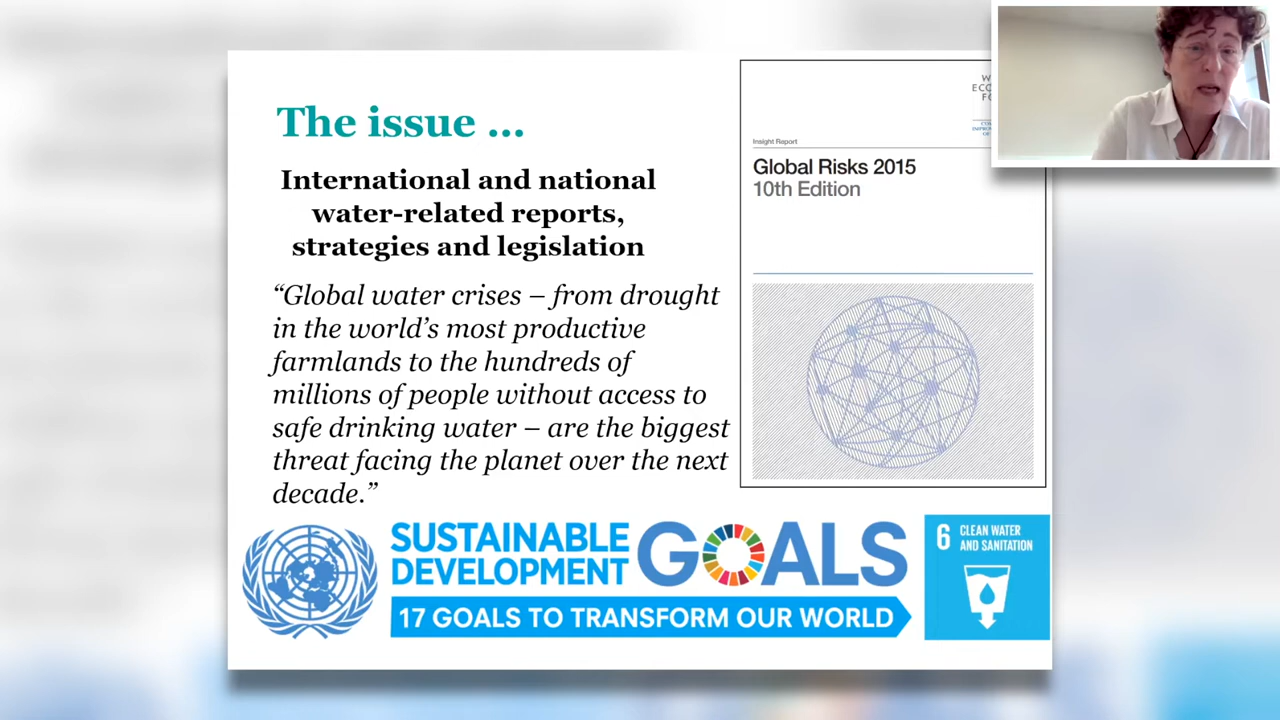 The issue ...
International and national
water-related reports,
strategies and legislation
“Global water crises – from drought
in the world’s most productive
farmlands to the hundreds of
millions of people without access to
safe drinking water – are the biggest
threat facing the planet over the next
decade.”
Insight Report
Global Risks 2015
10th Edition
SUSTAINABLE
DEVELOPMENT
GOALS
17 GOALS TO TRANSFORM OUR WORLD
6 CLEAN WATER
AND SANITATION